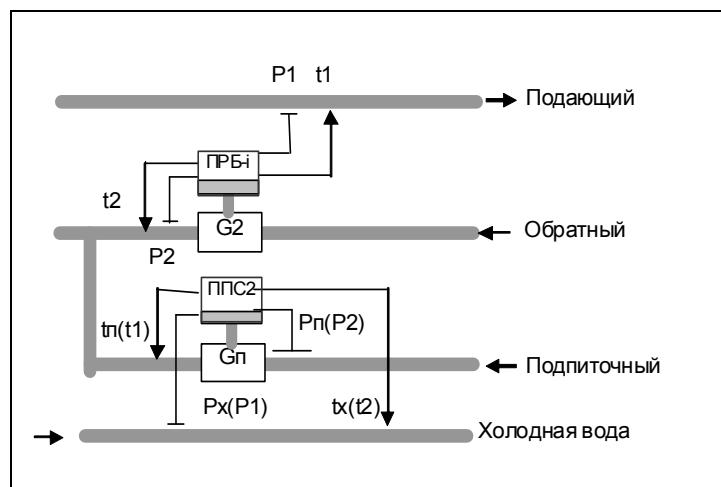 P1 t1
Подающий
ПРБ-i
t2
G2
Обратный
P2
ППС2
tп(t1)
Pп(P2)
Gп
Подпиточный
Px(P1)
tx(t2)
Холодная вода